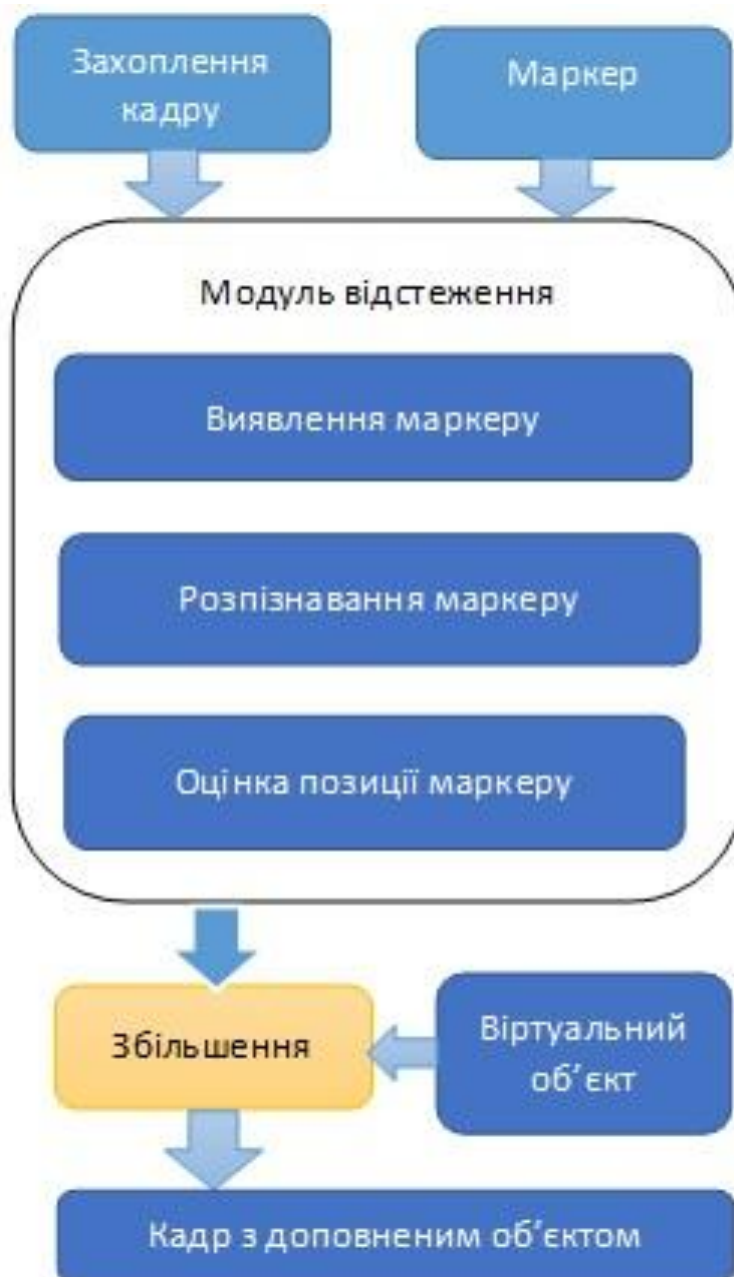 Захоплення
кадру
Маркер
Модуль відстеження
Виявлення маркеру
Розпізнавання маркеру
Оцінка позиції маркеру
Збільшення
Віртуальний
об’єкт
Кадр з доповненим об’єктом